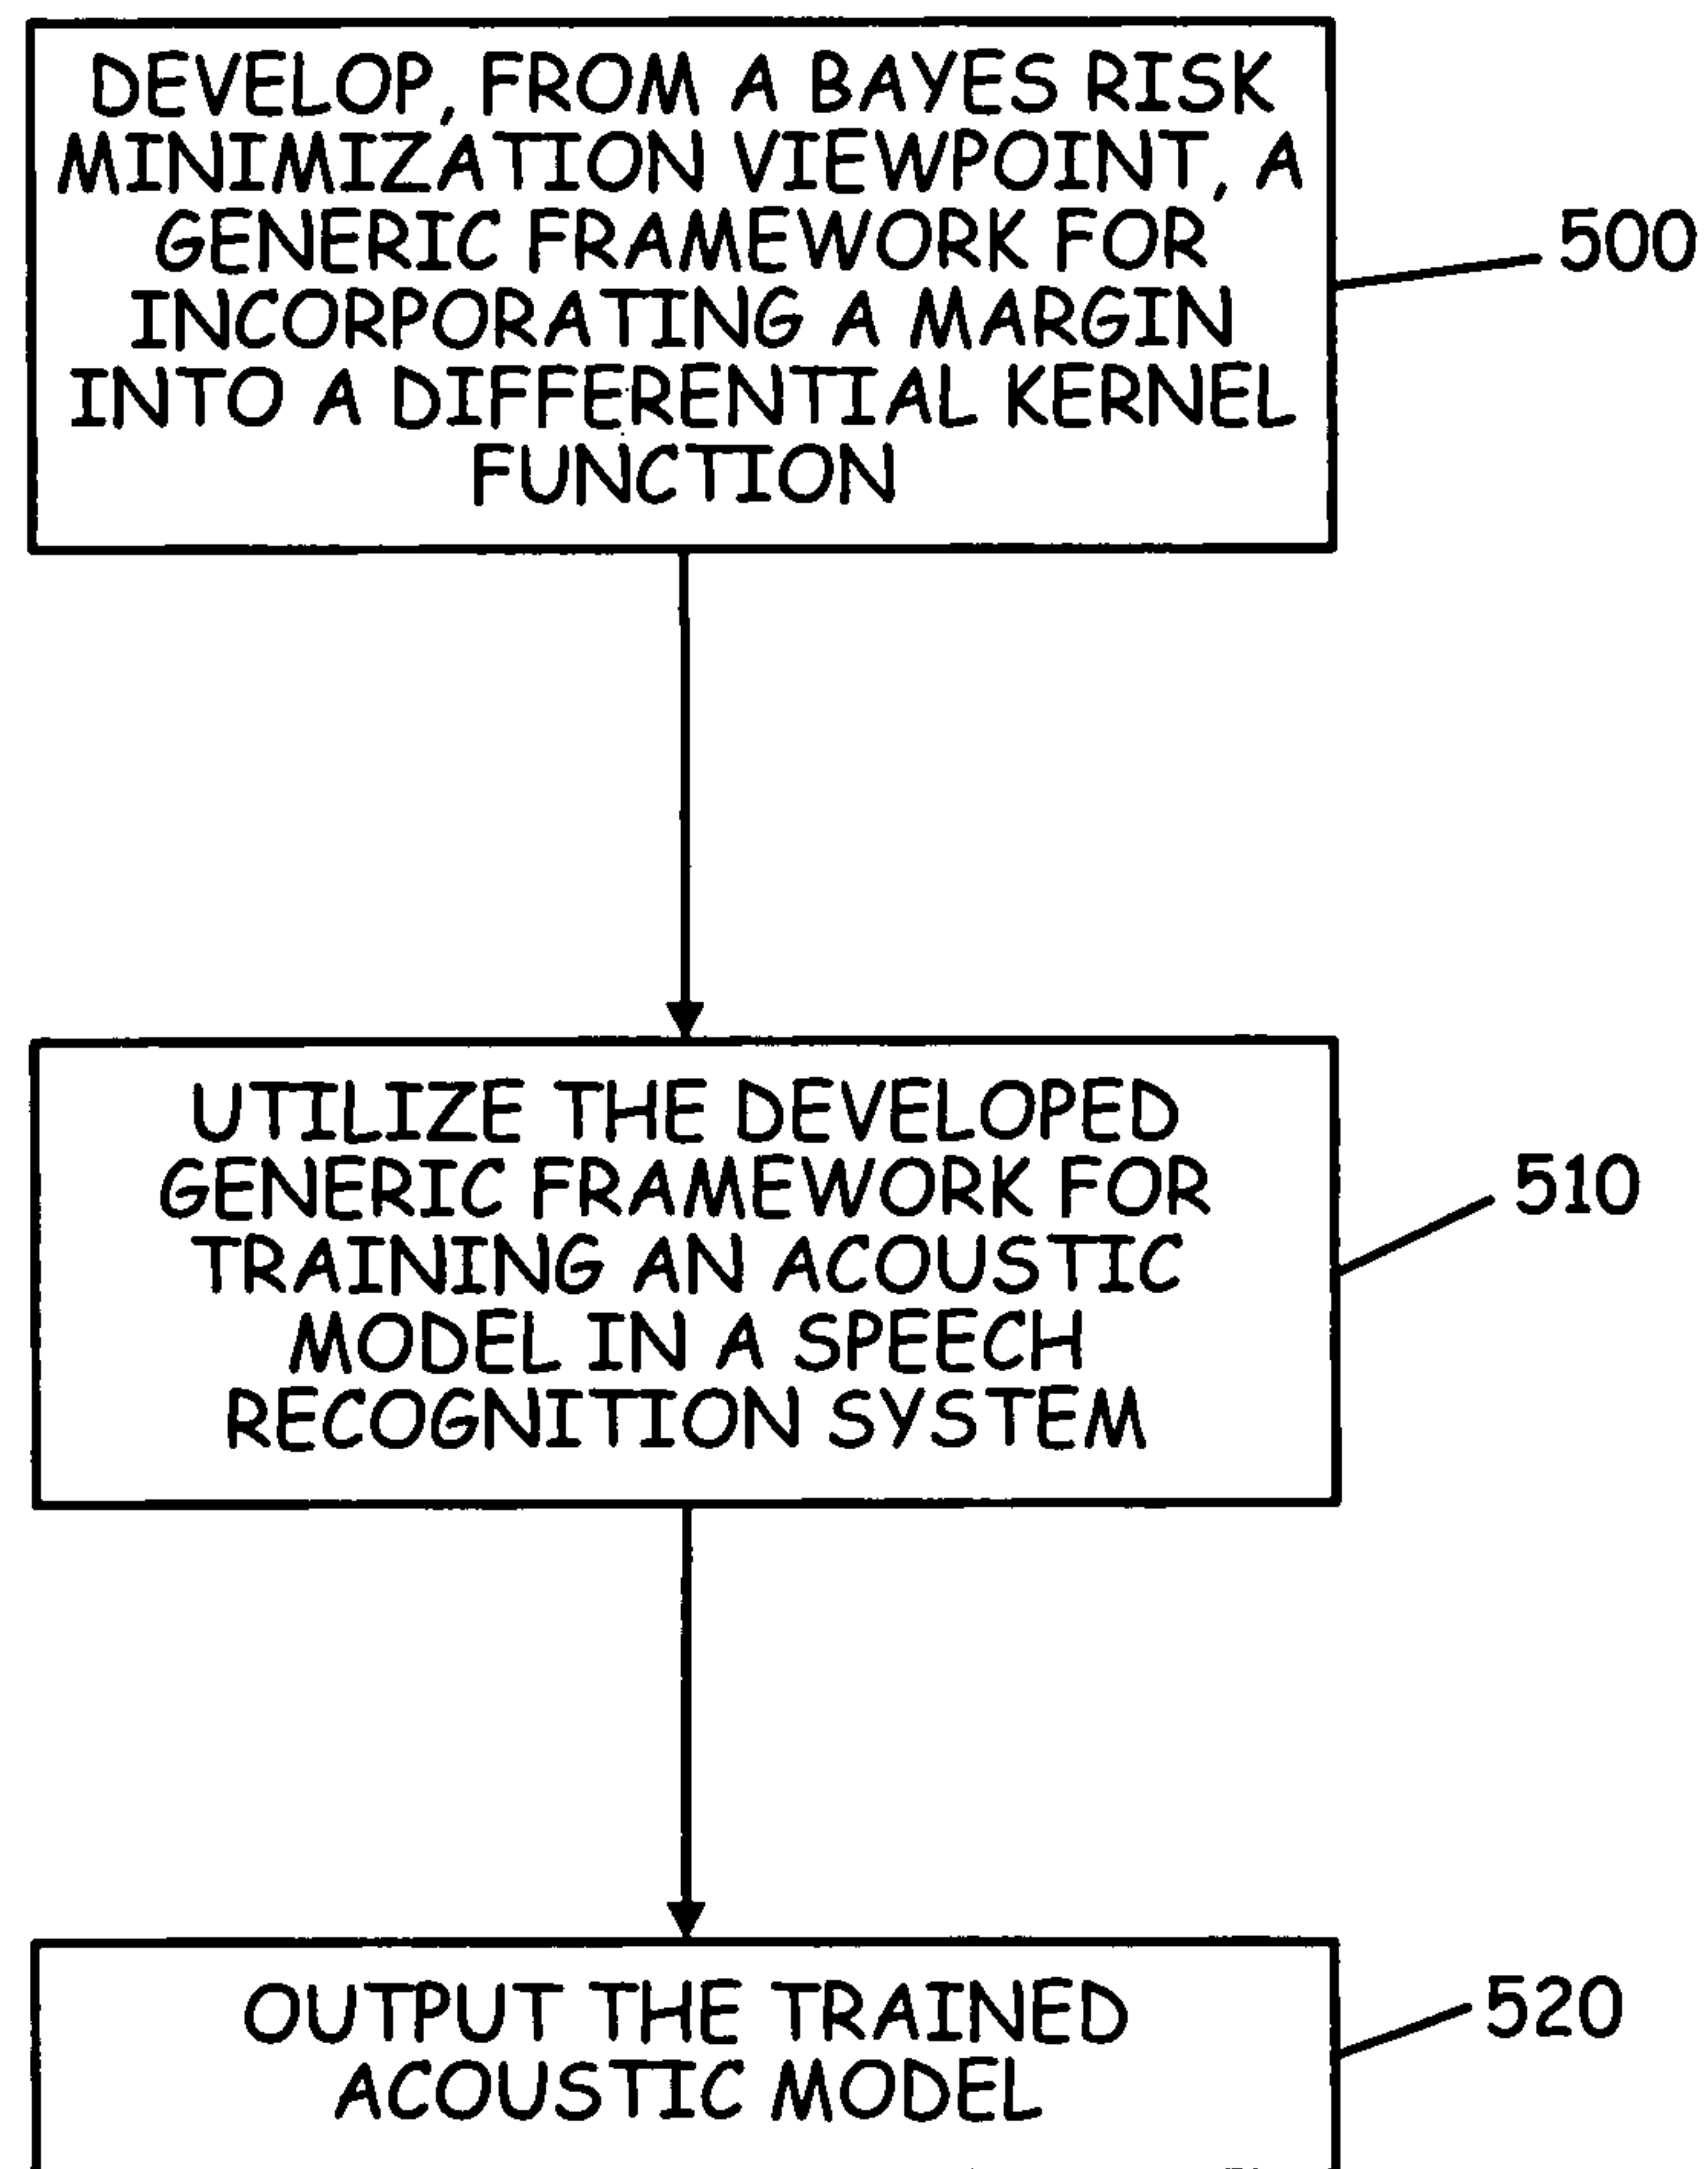 DEVELOP, FROM A BAYES RISK
MINIMIZATION VIEWPOINT, A
GENERIC FRAMEWORK FOR
INCORPORATING A MARGIN
INTO A DIFFERENTIAL KERNEL
FUNCTION
500
UTILIZE THE DEVELOPED
GENERIC FRAMEWORK FOR
TRAINING AN ACOUSTIC
MODEL IN A SPEECH
RECOGNITION SYSTEM
510
OUTPUT THE TRAINED
ACOUSTIC MODEL
520